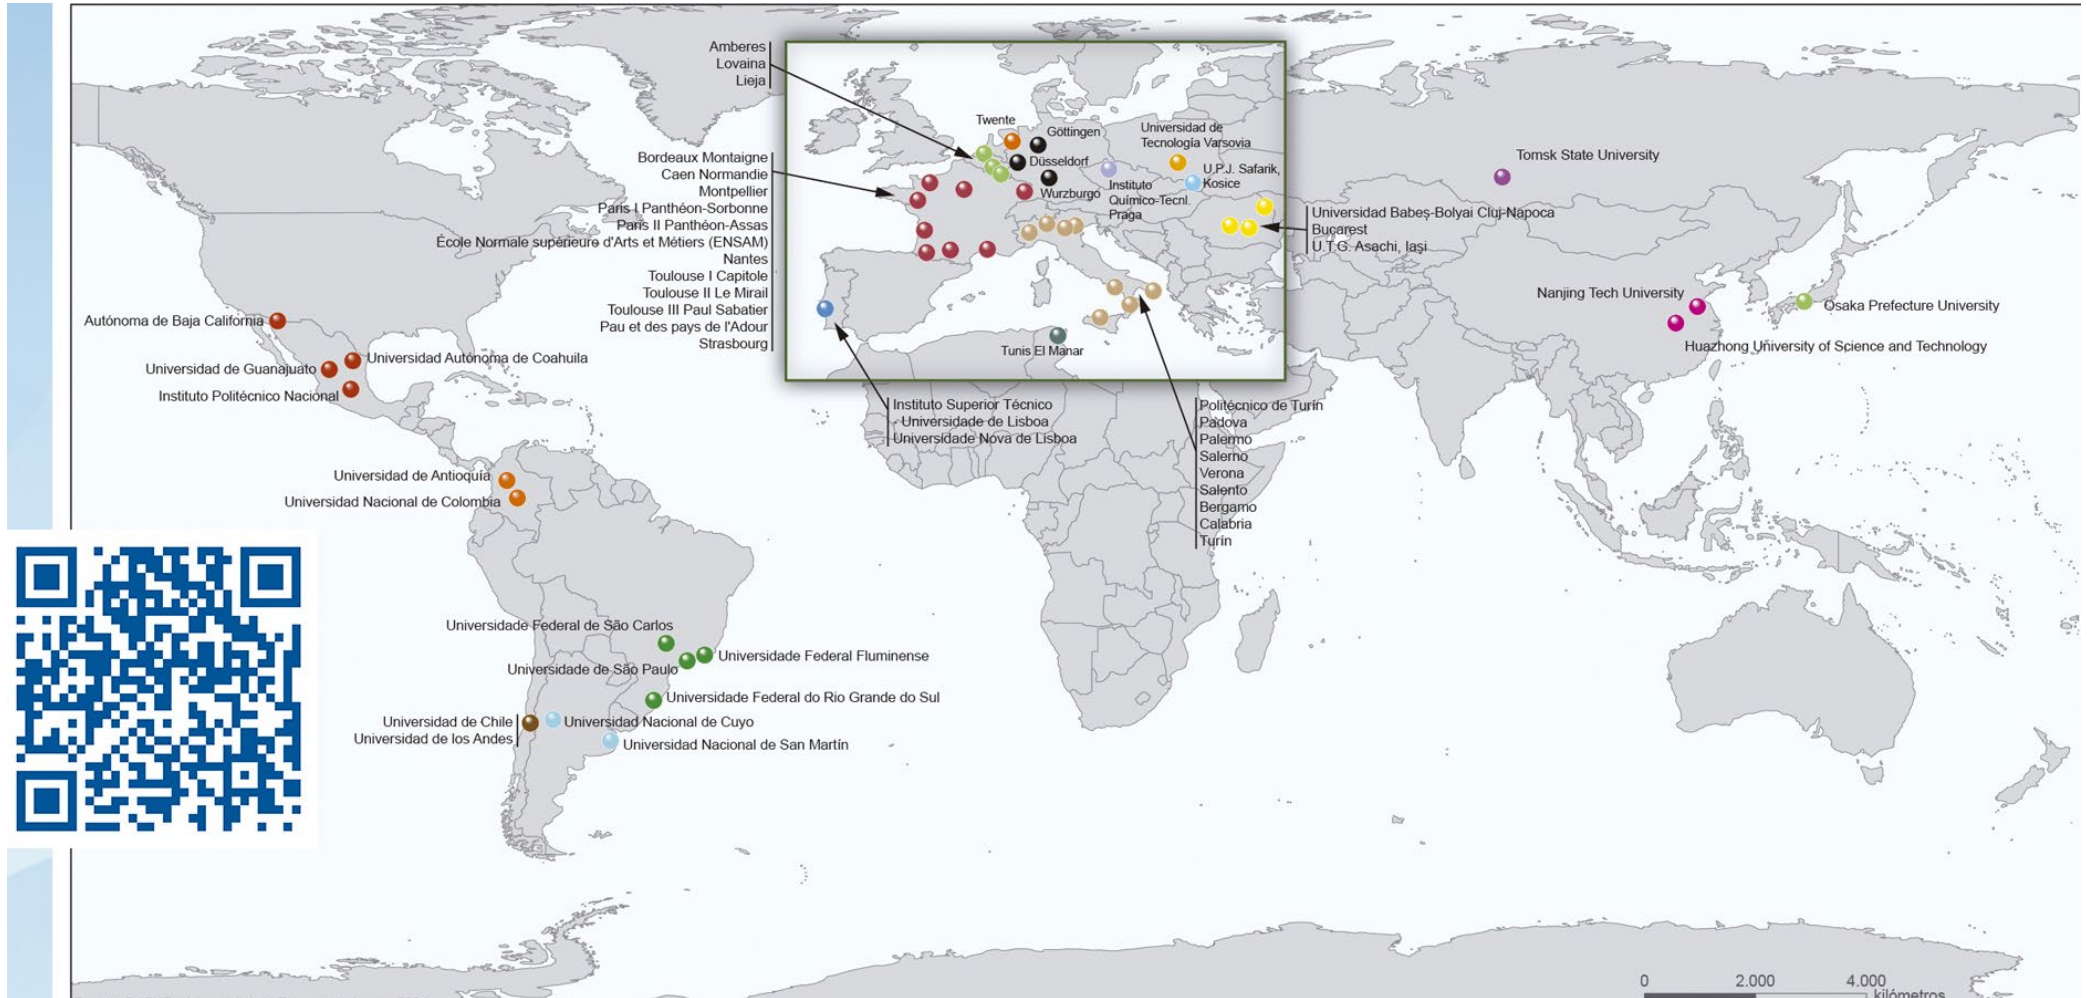 Amberes
Lovaina
Lieja
Bordeaux Montaigne
Caen Normandie
Montpellier
Paris I Panthéon-Sorbonne
Paris II Panthéon-Assas
École Normale supérieure d'Arts et Métiers (ENSAM)
Nantes
Toulouse I Capitole
Toulouse II Le Mirail
Toulouse III Paul Sabatier
Pau et des pays de l'Adour
Strasbourg
Twente
Göttingen
Düsseldorf
Wurzburgo
Universidad de
Tecnología Varsovia
U.P.J. Safarik,
Kosice
Instituto
Químico-Tecnl.
Praga
Tunis El Manar
Universidad Babeș-Bolyai Cluj-Napoca
Bucarest
U.T.G. Asachi, Iași
Tomsk State University
Nanjing Tech University
Osaka Prefecture University
Huazhong University of Science and Technology
Autónoma de Baja California
Universidad Autónoma de Coahuila
Universidad de Guanajuato
Instituto Politécnico Nacional
Instituto Superior Técnico
- Universidade de Lisboa
Universidade Nova de Lisboa
Politécnico de Turín
Padova
Palermo
Salerno
Verona
Salento
Bergamo
Calabria
Turín
Universidad de Antioquía
Universidad Nacional de Colombia
Universidade Federal de São Carlos
Universidade Federal Fluminense
Universidade de São Paulo
Universidade Federal do Rio Grande do Sul
Universidad de Chile
Universidad de los Andes
Universidad Nacional de Cuyo
Universidad Nacional de San Martín
0 2.000 4.000
kilómetros